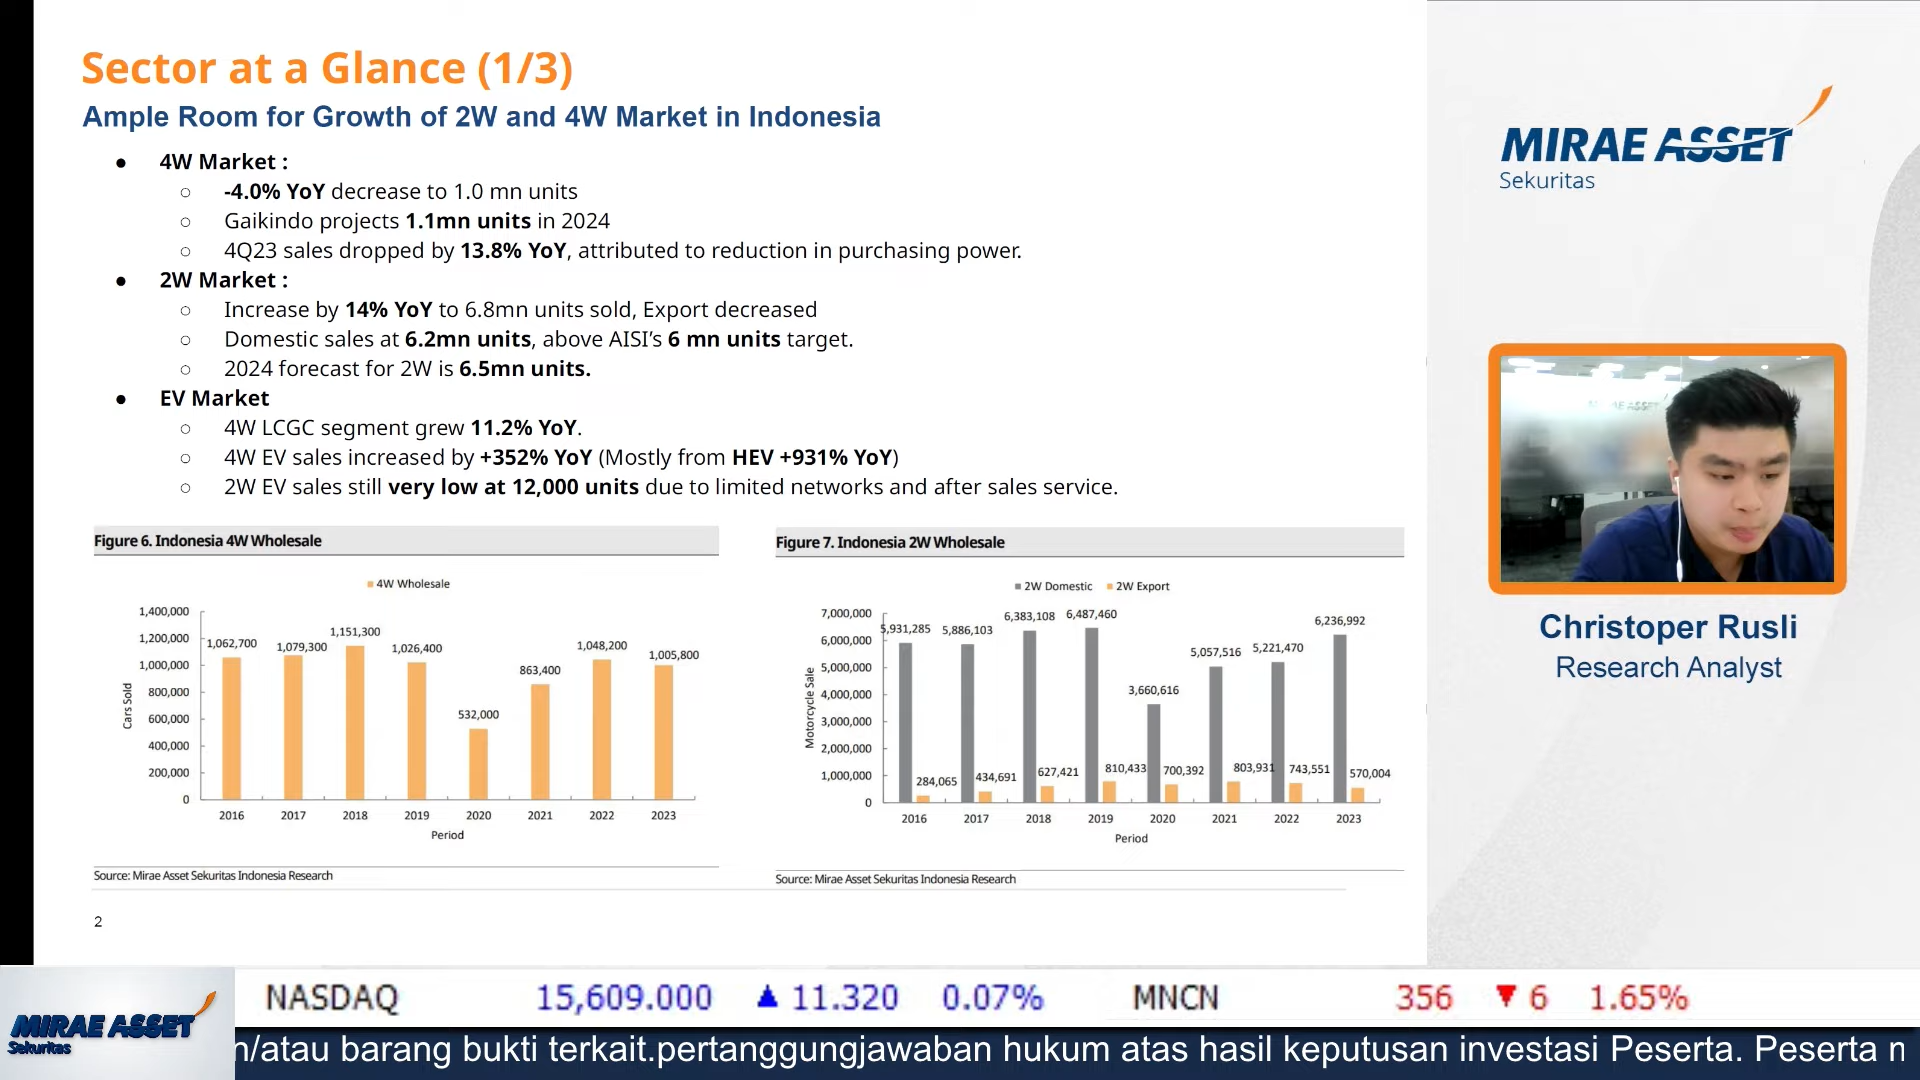 Sector at a Glance (1/3)
Ample Room for Growth of 2W and 4W Market in Indonesia
● 4W Market :
○ -4.0% YoY decrease to 1.0 mn units
○ Gaikindo projects 1.1mn units in 2024
○ 4Q23 sales dropped by 13.8% YoY, attributed to reduction in purchasing power.
● 2W Market :
○ Increase by 14% YoY to 6.8mn units sold, Export decreased
○ Domestic sales at 6.2mn units, above AISI’s 6 mn units target.
○ 2024 forecast for 2W is 6.5mn units.
● EV Market
○ 4W LCGC segment grew 11.2% YoY.
○ 4W EV sales increased by +352% YoY (Mostly from HEV +931% YoY)
○ 2W EV sales still very low at 12,000 units due to limited networks and after sales service.
Figure 6. Indonesia 4W Wholesale
4W Wholesale
1,400,000
1,200,000
1,000,000
800,000
600,000
400,000
200,000
0
Cars Sold
1,062,700
1,079,300
1,151,300
1,026,400
532,000
863,400
1,048,200
1,005,800
2016 2017 2018 2019 2020 2021 2022 2023
Period
Source: Mirae Asset Sekuritas Indonesia Research
Figure 7. Indonesia 2W Wholesale
2W Domestic 2W Export
7,000,000
6,000,000
5,000,000
4,000,000
3,000,000
2,000,000
1,000,000
0
Motorcycle Sale
5,931,285 5,886,103 6,383,108 6,487,460 3,660,616 5,057,516 5,221,470 6,236,992
284,065 434,691 627,421 810,433 700,392 803,931 743,551 570,004
2016 2017 2018 2019 2020 2021 2022 2023
Period
Source: Mirae Asset Sekuritas Indonesia Research
2
MIRAE ASSET
Sekuritas
MIRAE ASSET
Christoper Rusli
Research Analyst
NASDAQ 15,609.000 ▲ 11.320 0.07% MNCN 356 ▼ 6 1.65%
MIRAE ASSET
Sekuritas
n/atau barang bukti terkait.pertanggungjawaban hukum atas hasil keputusan investasi Peserta. Peserta